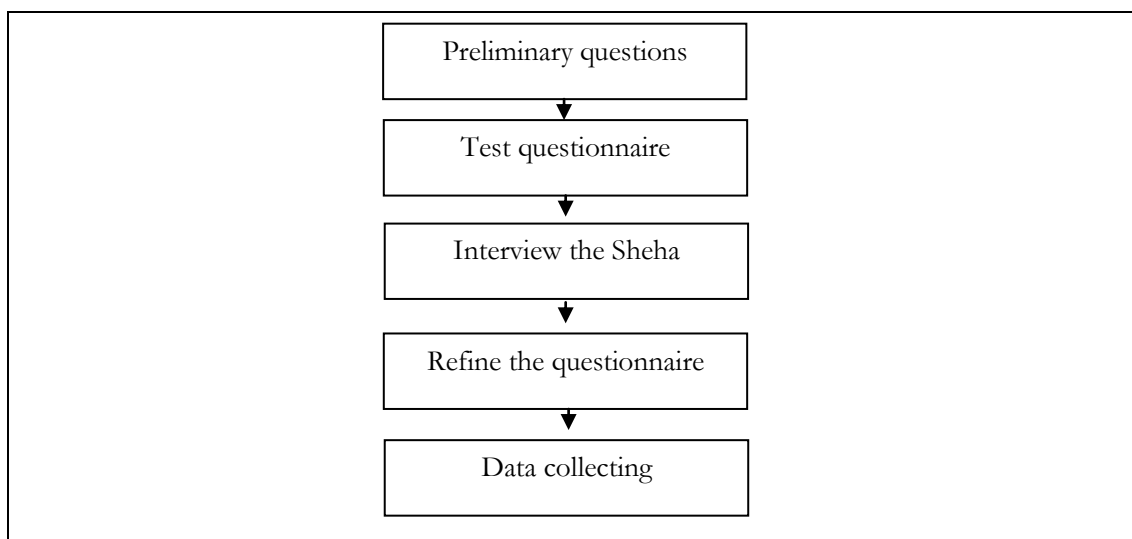 Preliminary questions
Test questionnaire
Interview the Sheha
Refine the questionnaire
Data collecting